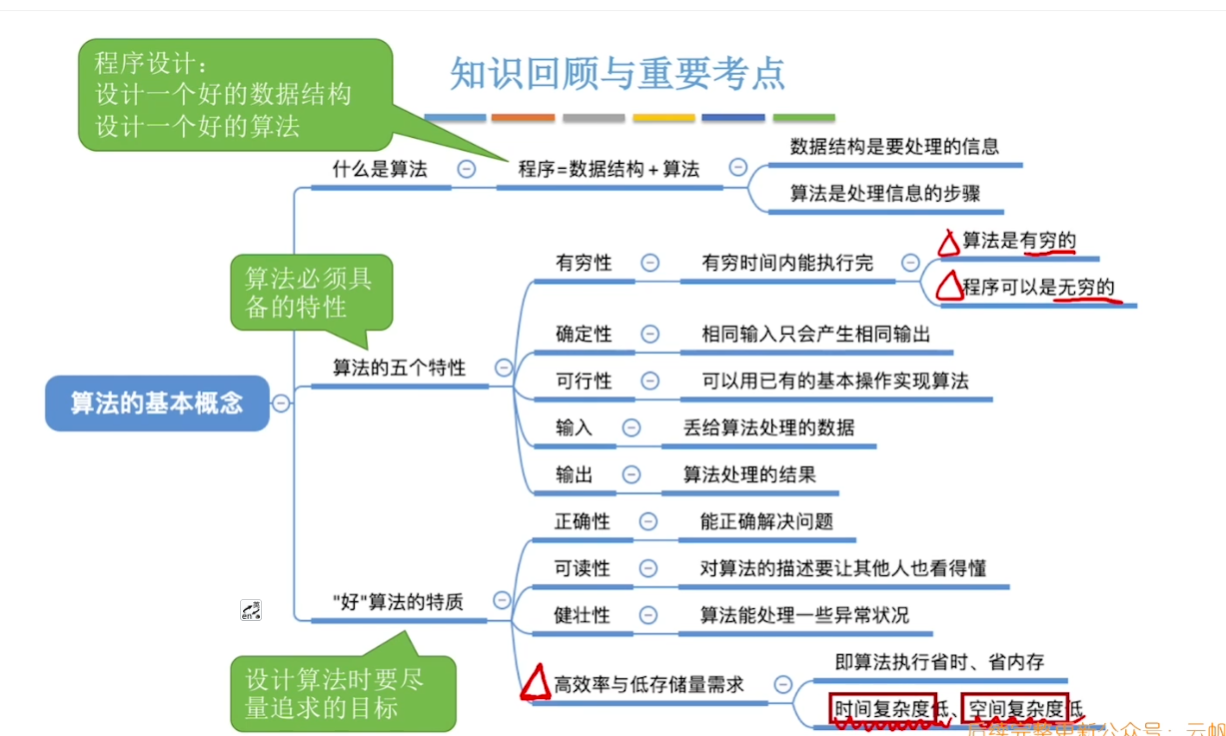 程序设计：
设计一个好的数据结构
设计一个好的算法
知识回顾与重要考点
什么是算法
程序=数据结构+算法
数据结构是要处理的信息
算法是处理信息的步骤
算法必须具
备的特性
算法的五个特性
有穷性
有穷时间内能执行完
算法是有穷的
程序可以是无穷的
确定性
相同输入只会产生相同输出
可行性
可以用已有的基本操作实现算法
输入
丢给算法处理的数据
输出
算法处理的结果
算法的基本概念
"好"算法的特质
正确性
能正确解决问题
可读性
对算法的描述要让其他人也看得懂
健壮性
算法能处理一些异常状况
高效率与低存储量需求
即算法执行省时、省内存
时间复杂度低、空间复杂度低
设计算法时要尽
量追求的目标
英
en